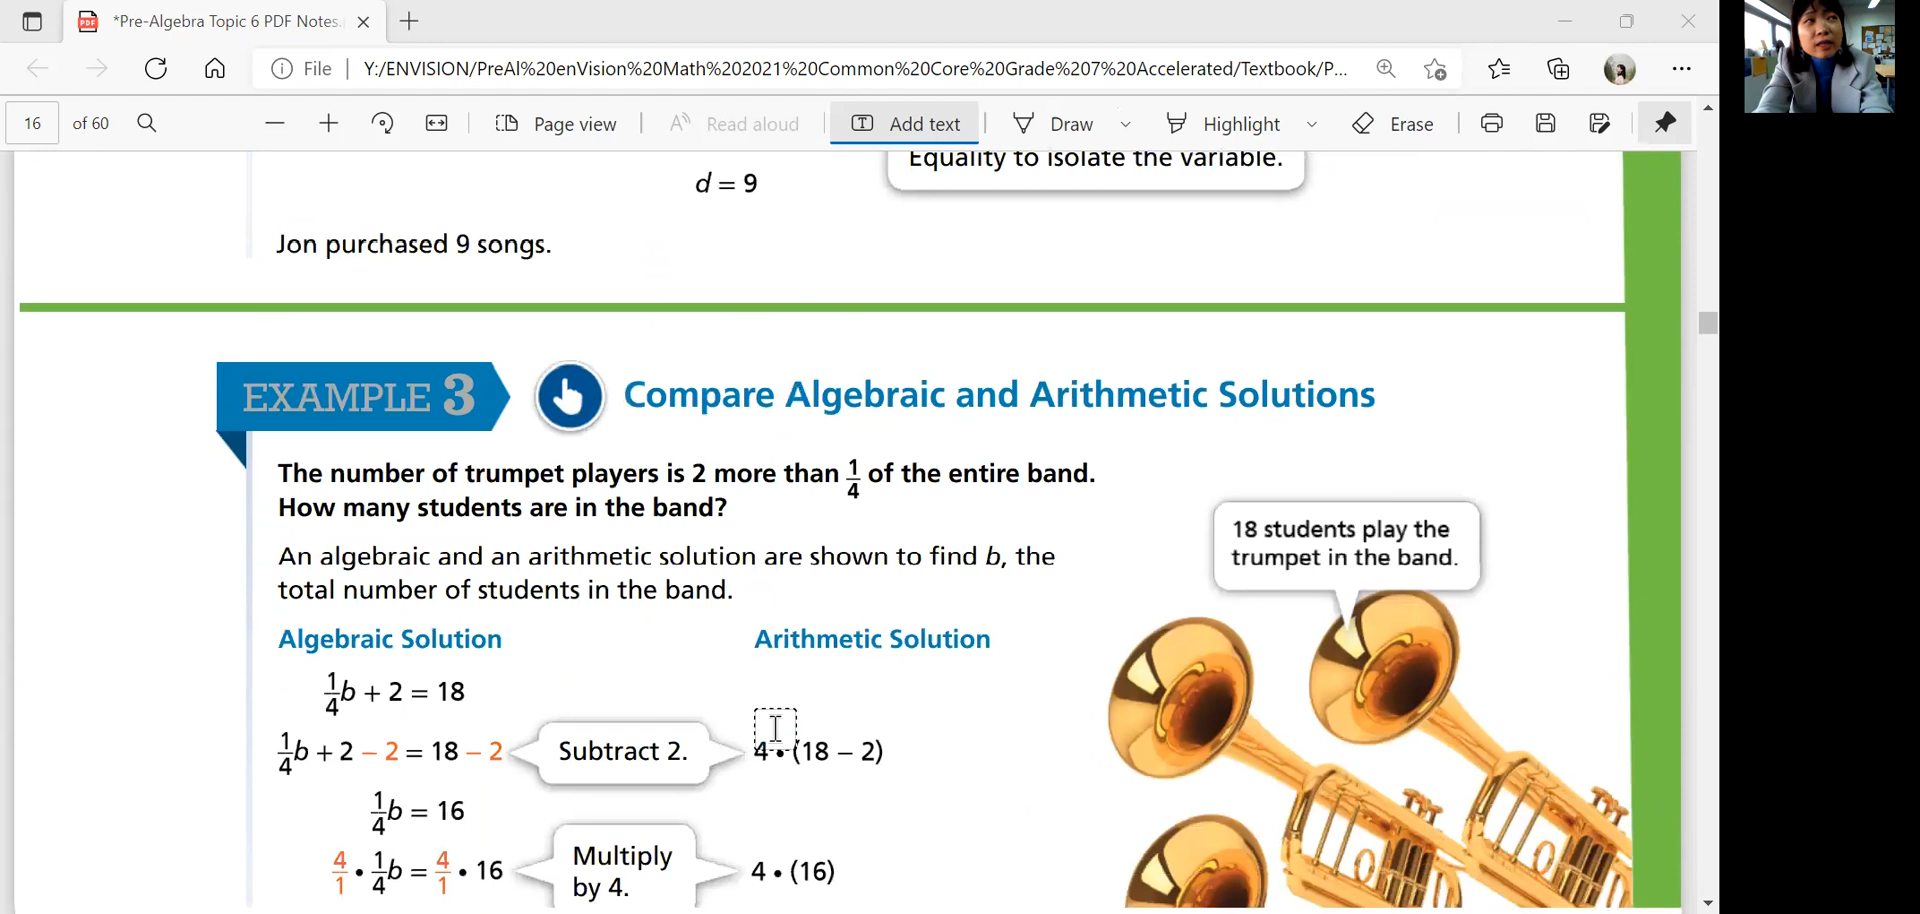 *Pre-Algebra Topic 6 PDF Notes.
File
Y:/ENVISION/PreAl%20enVision%20Math%202021%20Common%20Core%20Grade%207%20Accelerated/Textbook/P...
16 of 60
Page view
Read aloud
Add text
Draw
Highlight
Erase
Equality to isolate the variable.
d = 9
Jon purchased 9 songs.
EXAMPLE 3
Compare Algebraic and Arithmetic Solutions
The number of trumpet players is 2 more than 1/4 of the entire band.
How many students are in the band?
18 students play the
trumpet in the band.
An algebraic and an arithmetic solution are shown to find b, the
total number of students in the band.
Algebraic Solution
Arithmetic Solution
1/4b + 2 = 18
1/4b + 2 − 2 = 18 − 2
Subtract 2.
4 • (18 − 2)
1/4b = 16
4/1 • 1/4b = 4/1 • 16
Multiply
by 4.
4 • (16)